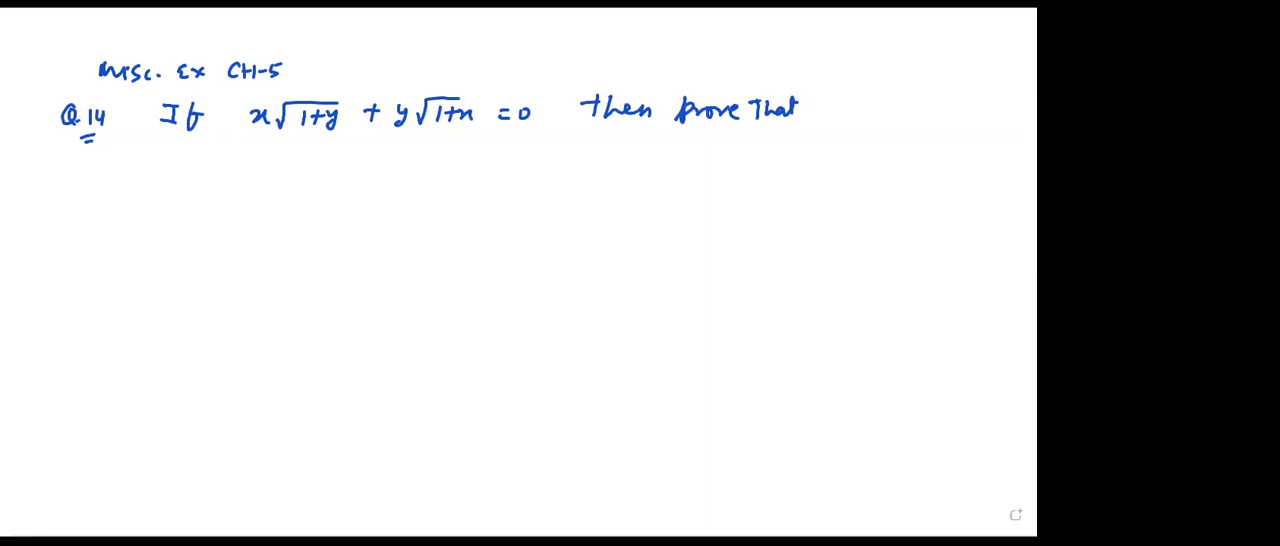 Misc. Ex CH-5
Q.14 If x√1+y + y√1+x = 0 then prove that